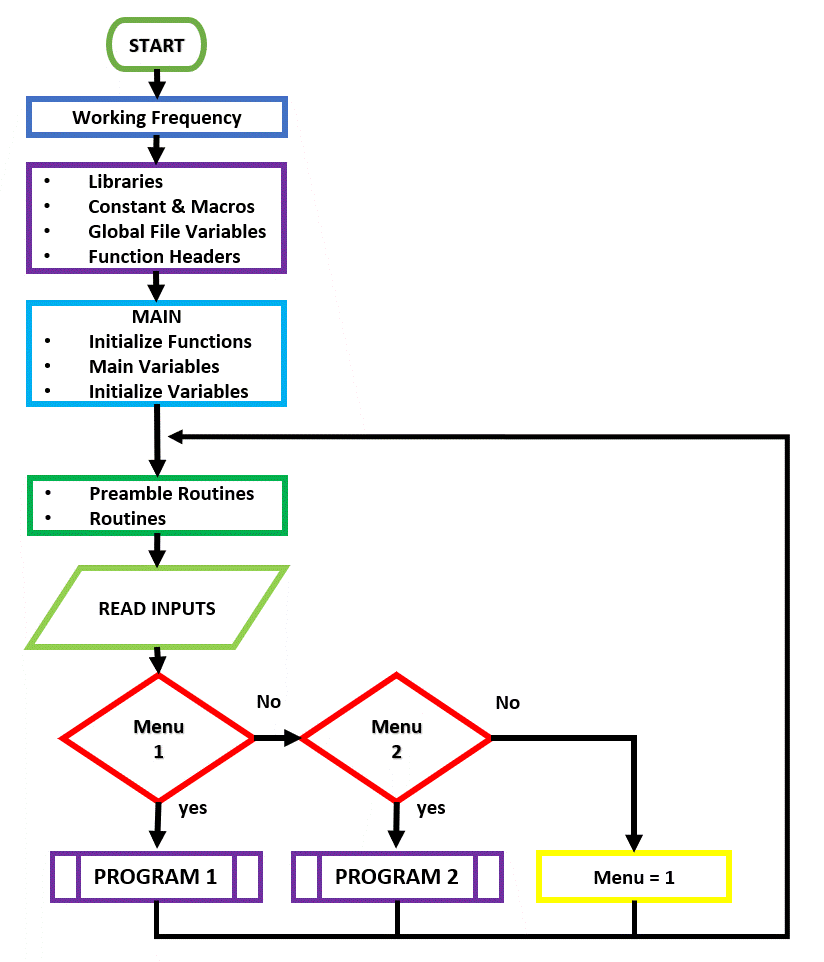 START
Working Frequency
• Libraries
• Constant & Macros
• Global File Variables
• Function Headers
MAIN
• Initialize Functions
• Main Variables
• Initialize Variables
• Preamble Routines
• Routines
READ INPUTS
Menu
1
No
Menu
2
No
yes
yes
PROGRAM 1
PROGRAM 2
Menu = 1